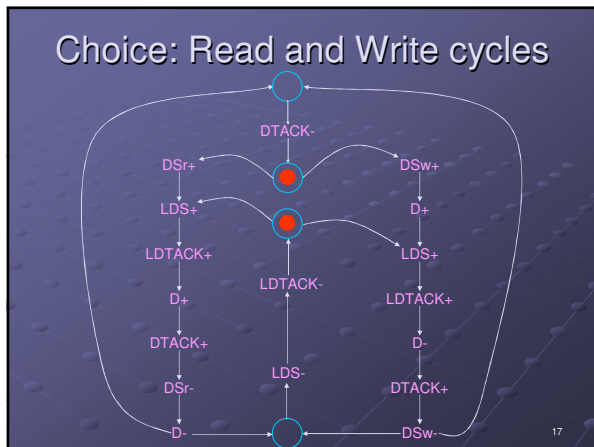 Choice: Read and Write cycles
DTACK-
DSr+
DSw+
LDS+
D+
LDTACK+
LDS+
LDTACK-
D+
LDTACK+
DTACK+
D-
LDS-
DSr-
DTACK+
D-
DSw-
17